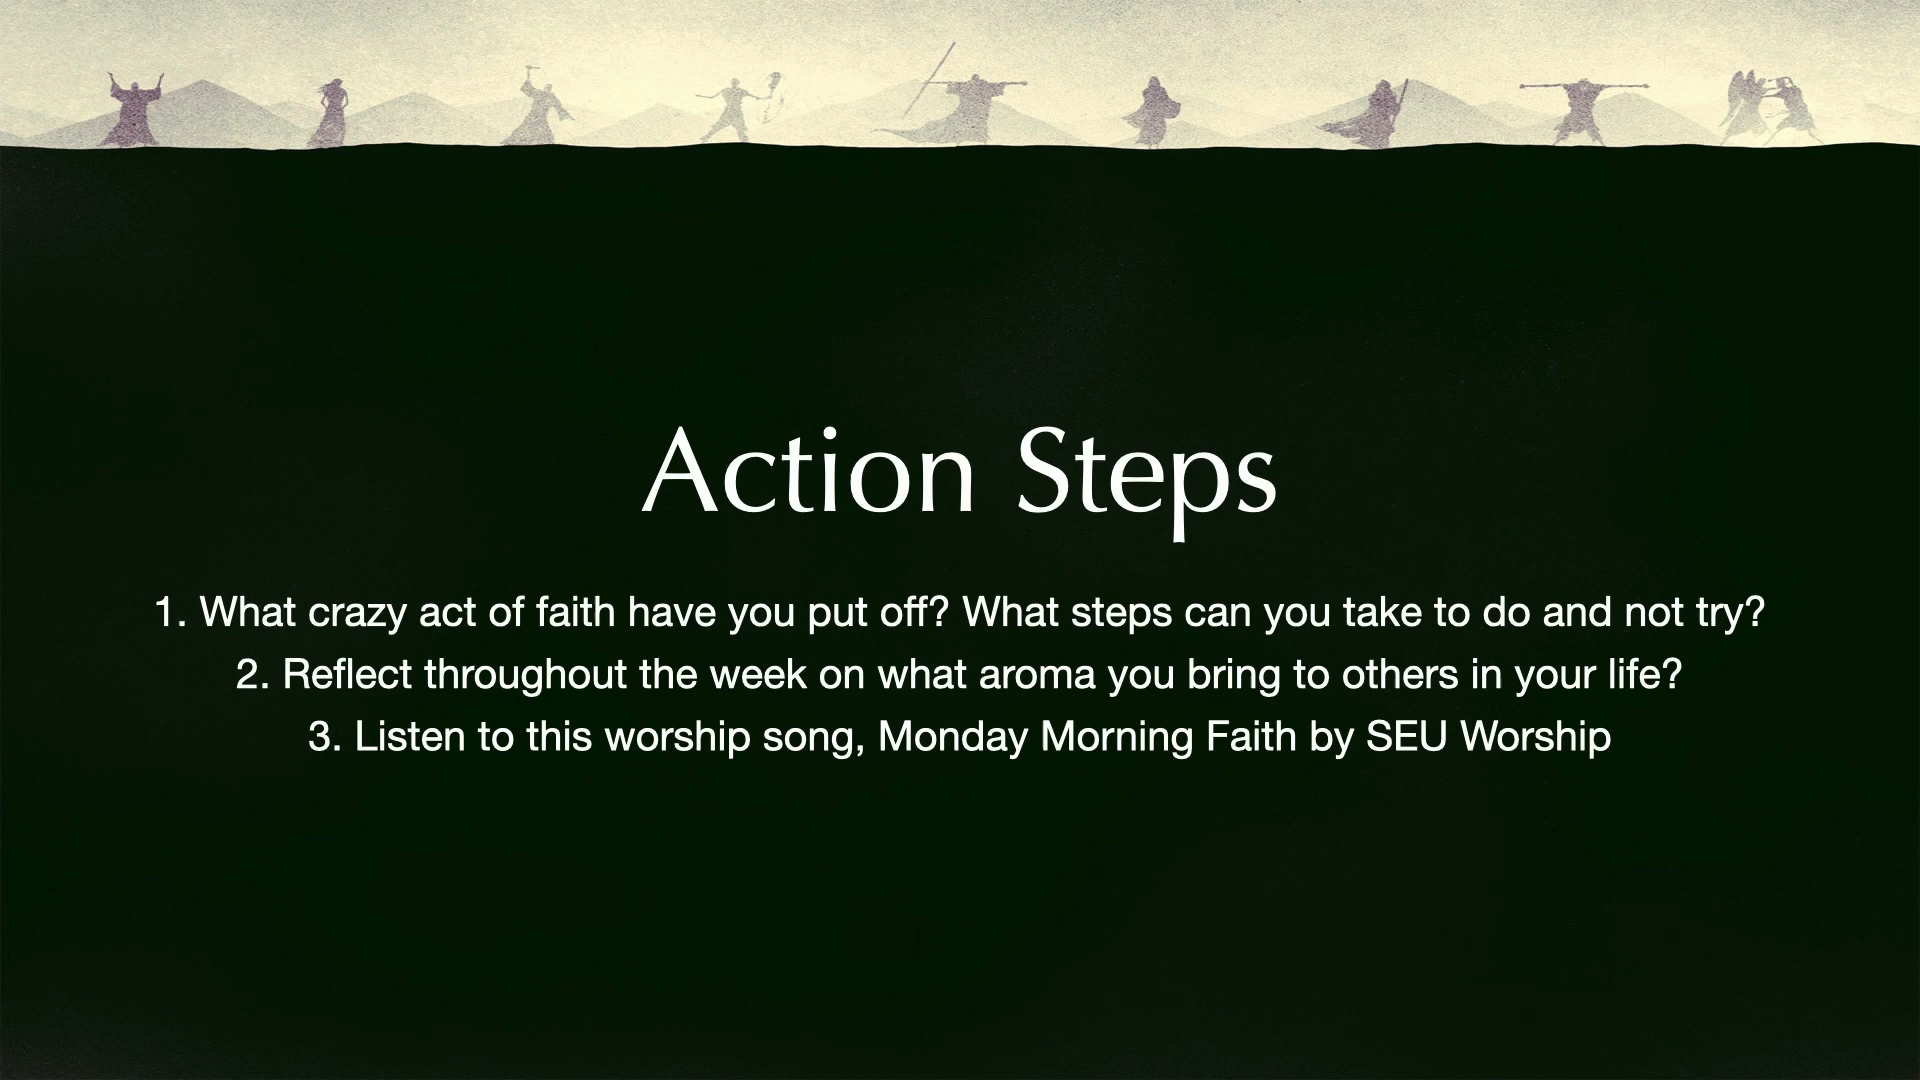 Action Steps
1. What crazy act of faith have you put off? What steps can you take to do and not try?
2. Reflect throughout the week on what aroma you bring to others in your life?
3. Listen to this worship song, Monday Morning Faith by SEU Worship